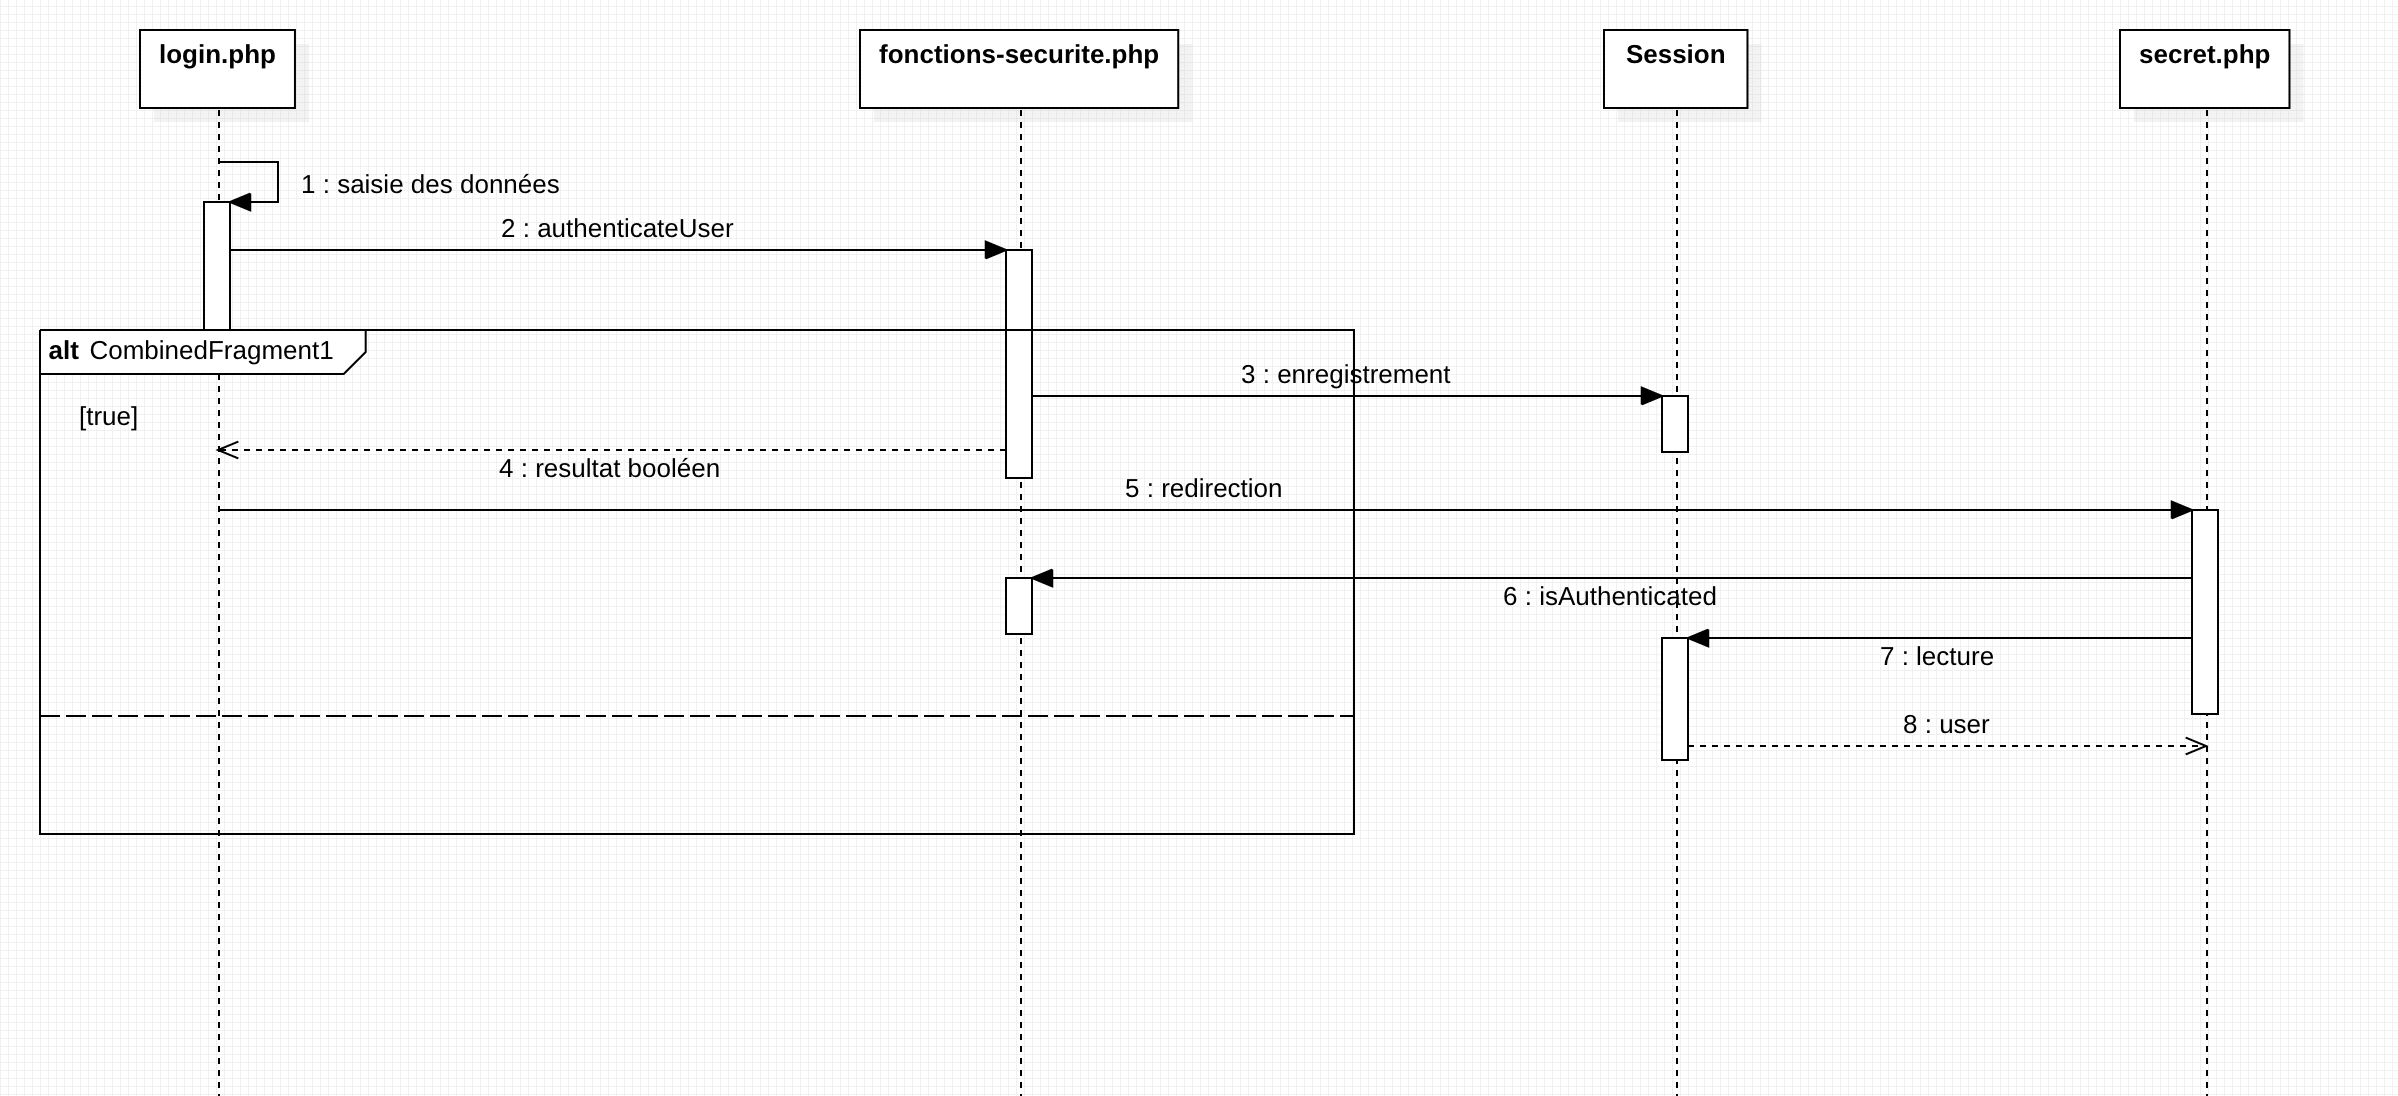 login.php
fonctions-securite.php
Session
secret.php
1 : saisie des données
2 : authenticateUser
alt CombinedFragment1
3 : enregistrement
[true]
4 : resultat booléen
5 : redirection
6 : isAuthenticated
7 : lecture
8 : user